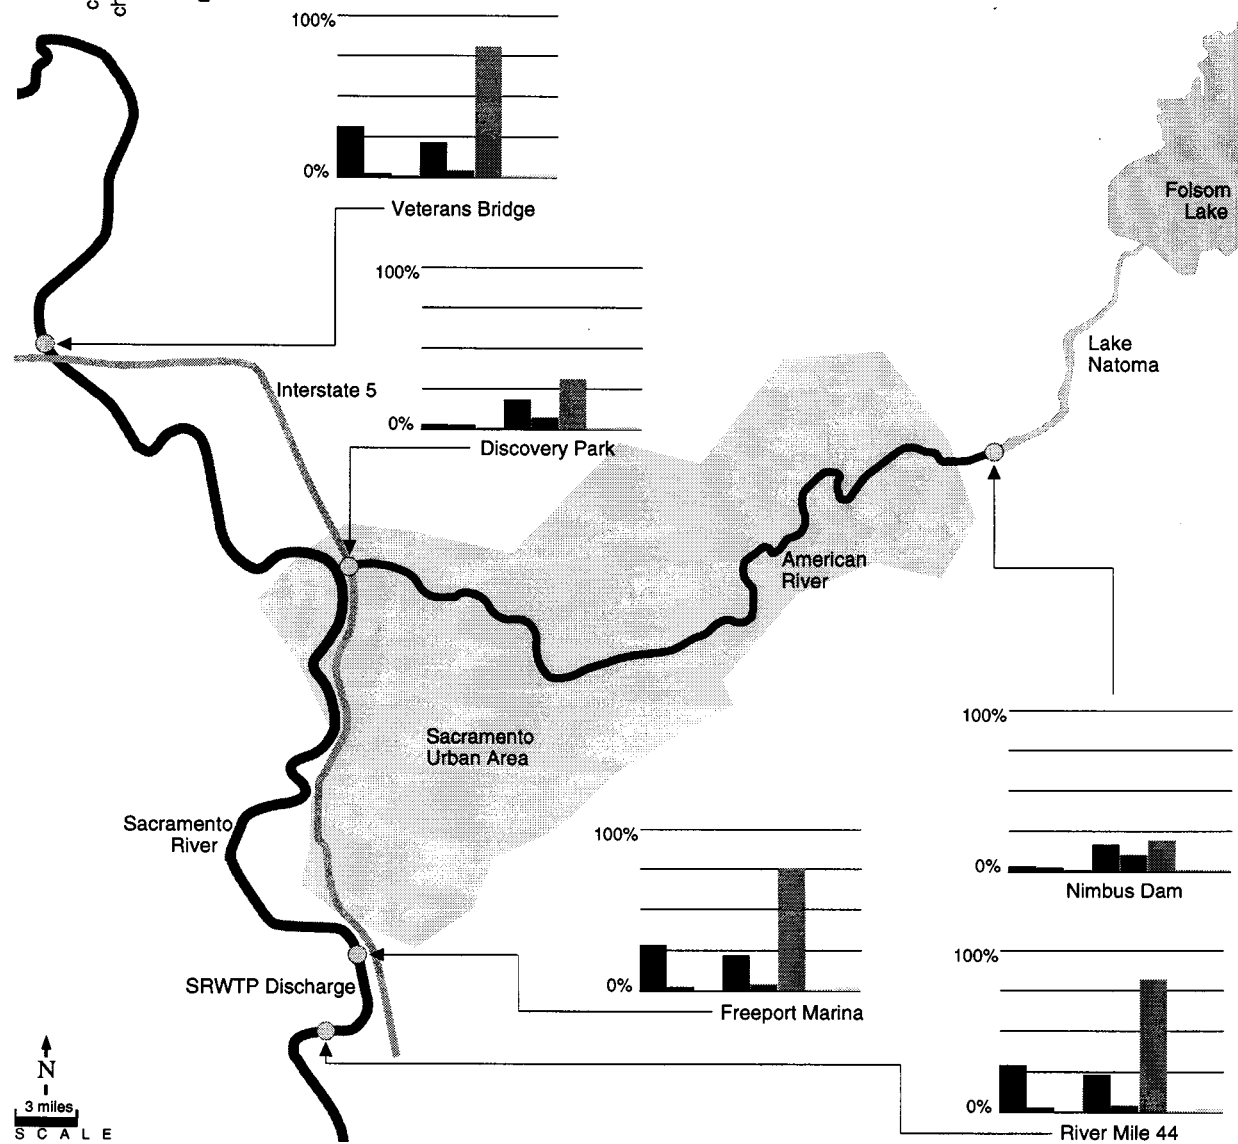 100%
0%
Veterans Bridge
Folsom
Lake
100%
0%
Discovery Park
Interstate 5
Lake
Natoma
American
River
Sacramento
Urban Area
100%
0%
Nimbus Dam
Sacramento
River
100%
0%
Freeport Marina
SRWTP Discharge
100%
0%
River Mile 44
N
3 miles
SCALE